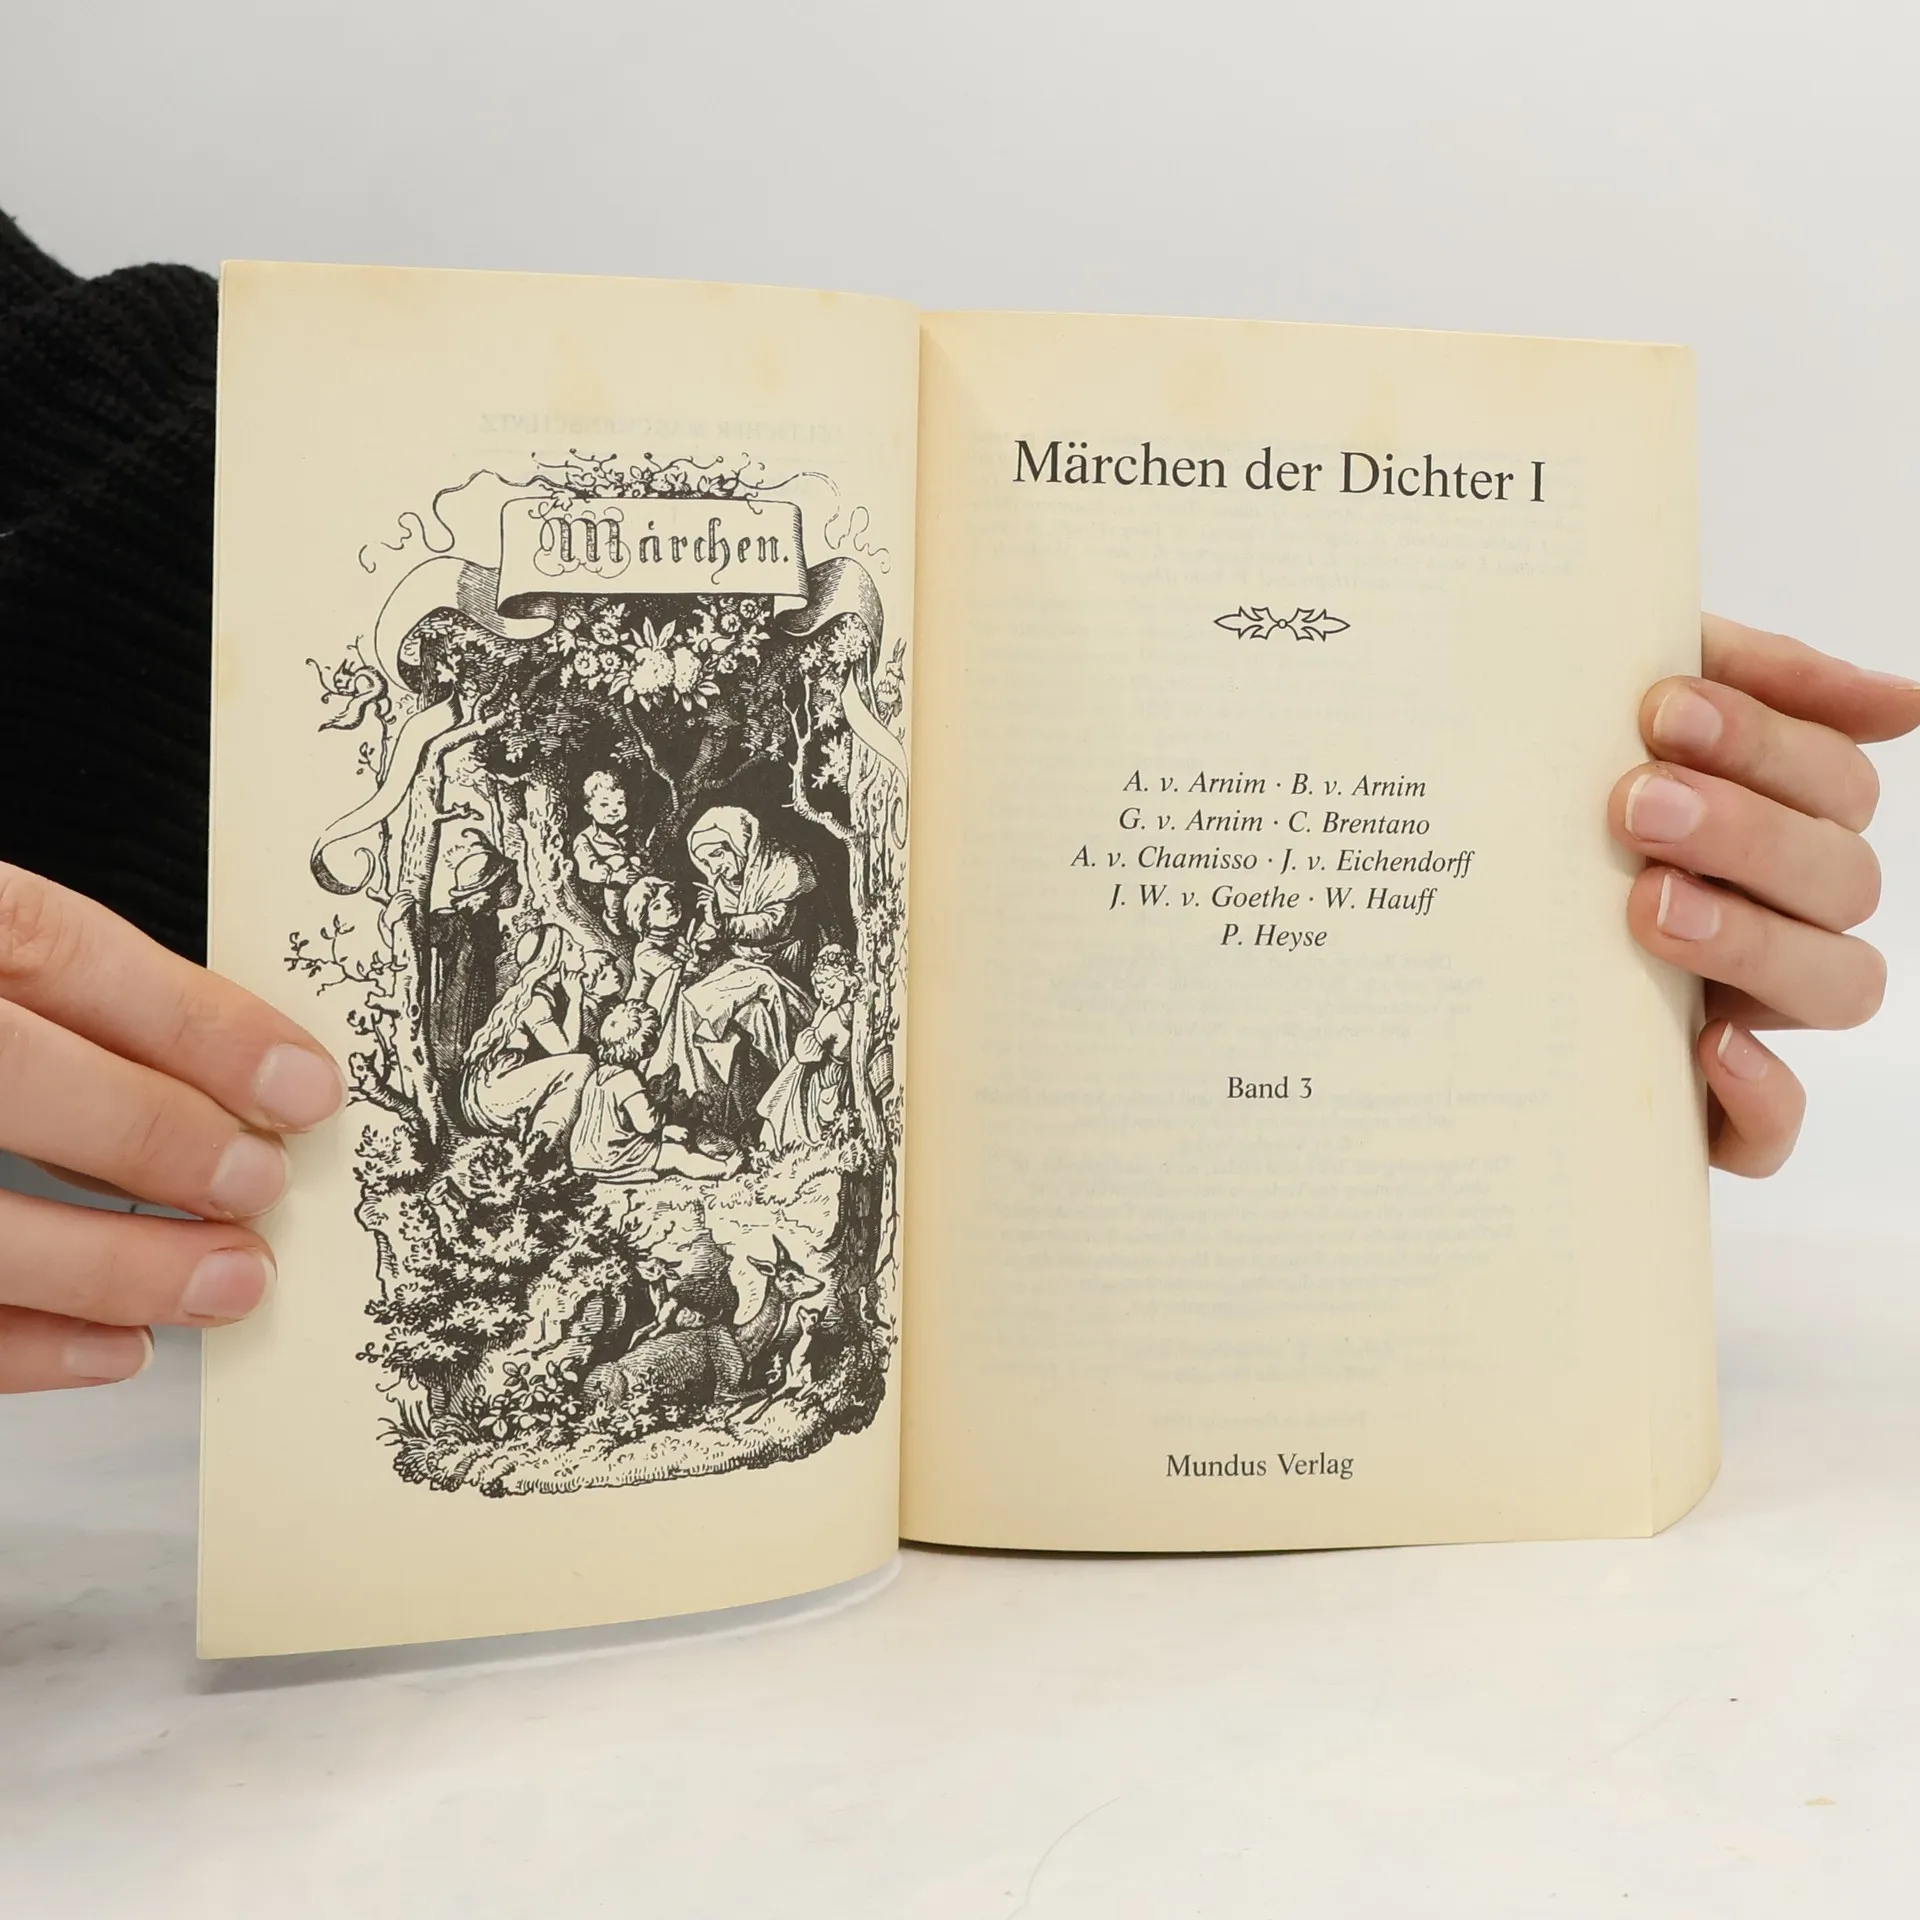 Märchen.
Märchen der Dichter I
A. v. Arnim · B. v. Arnim
G. v. Arnim · C. Brentano
A. v. Chamisso · J. v. Eichendorff
J. W. v. Goethe · W. Hauff
P. Heyse
Band 3
Mundus Verlag